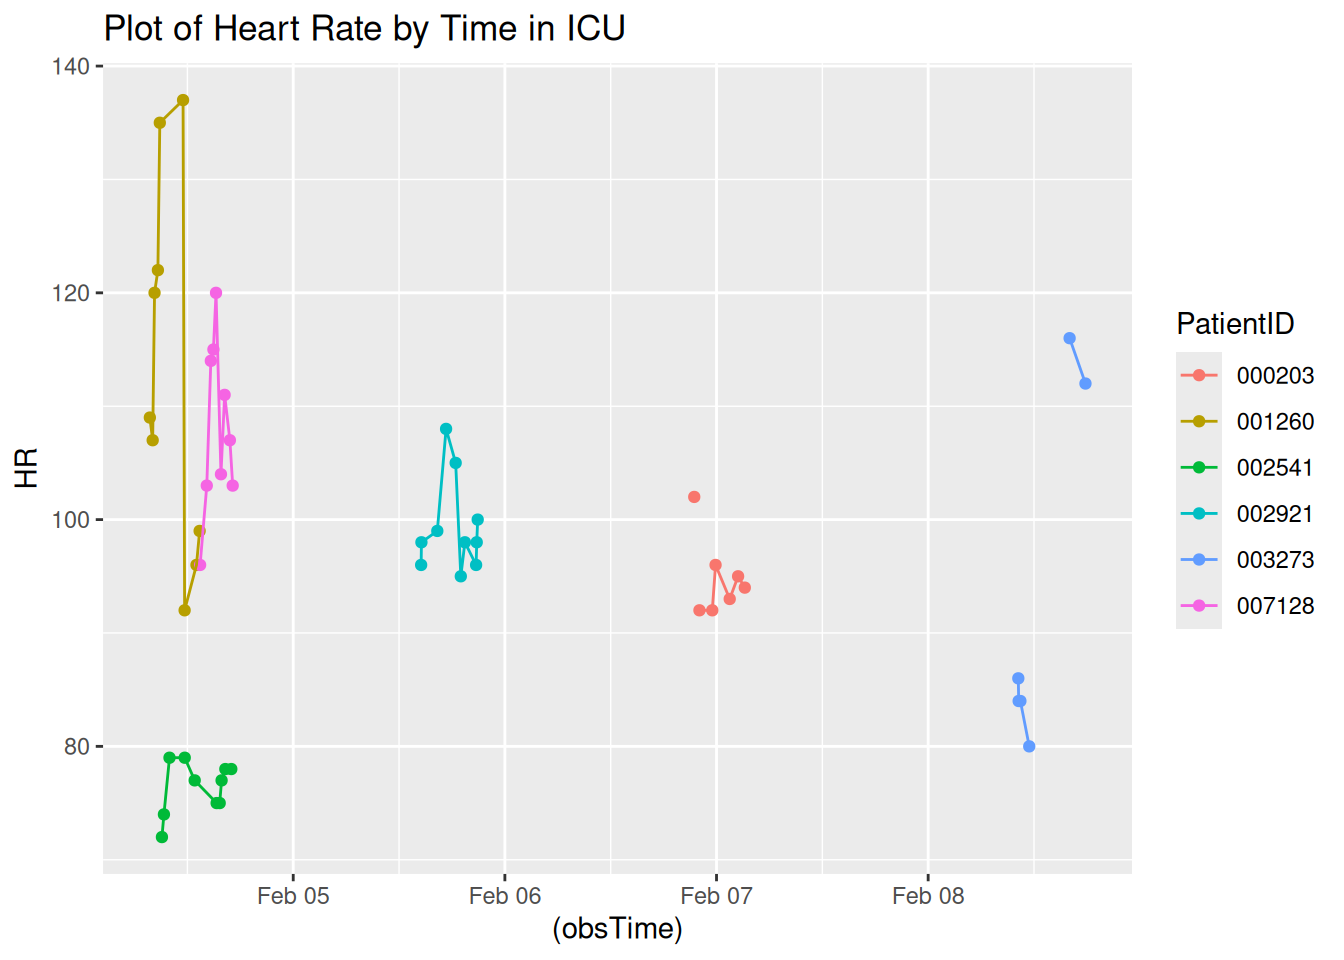 Plot of Heart Rate by Time in ICU
140
120
100
80
HR
Feb 05
Feb 06
Feb 07
Feb 08
(obsTime)
PatientID
000203
001260
002541
002921
003273
007128